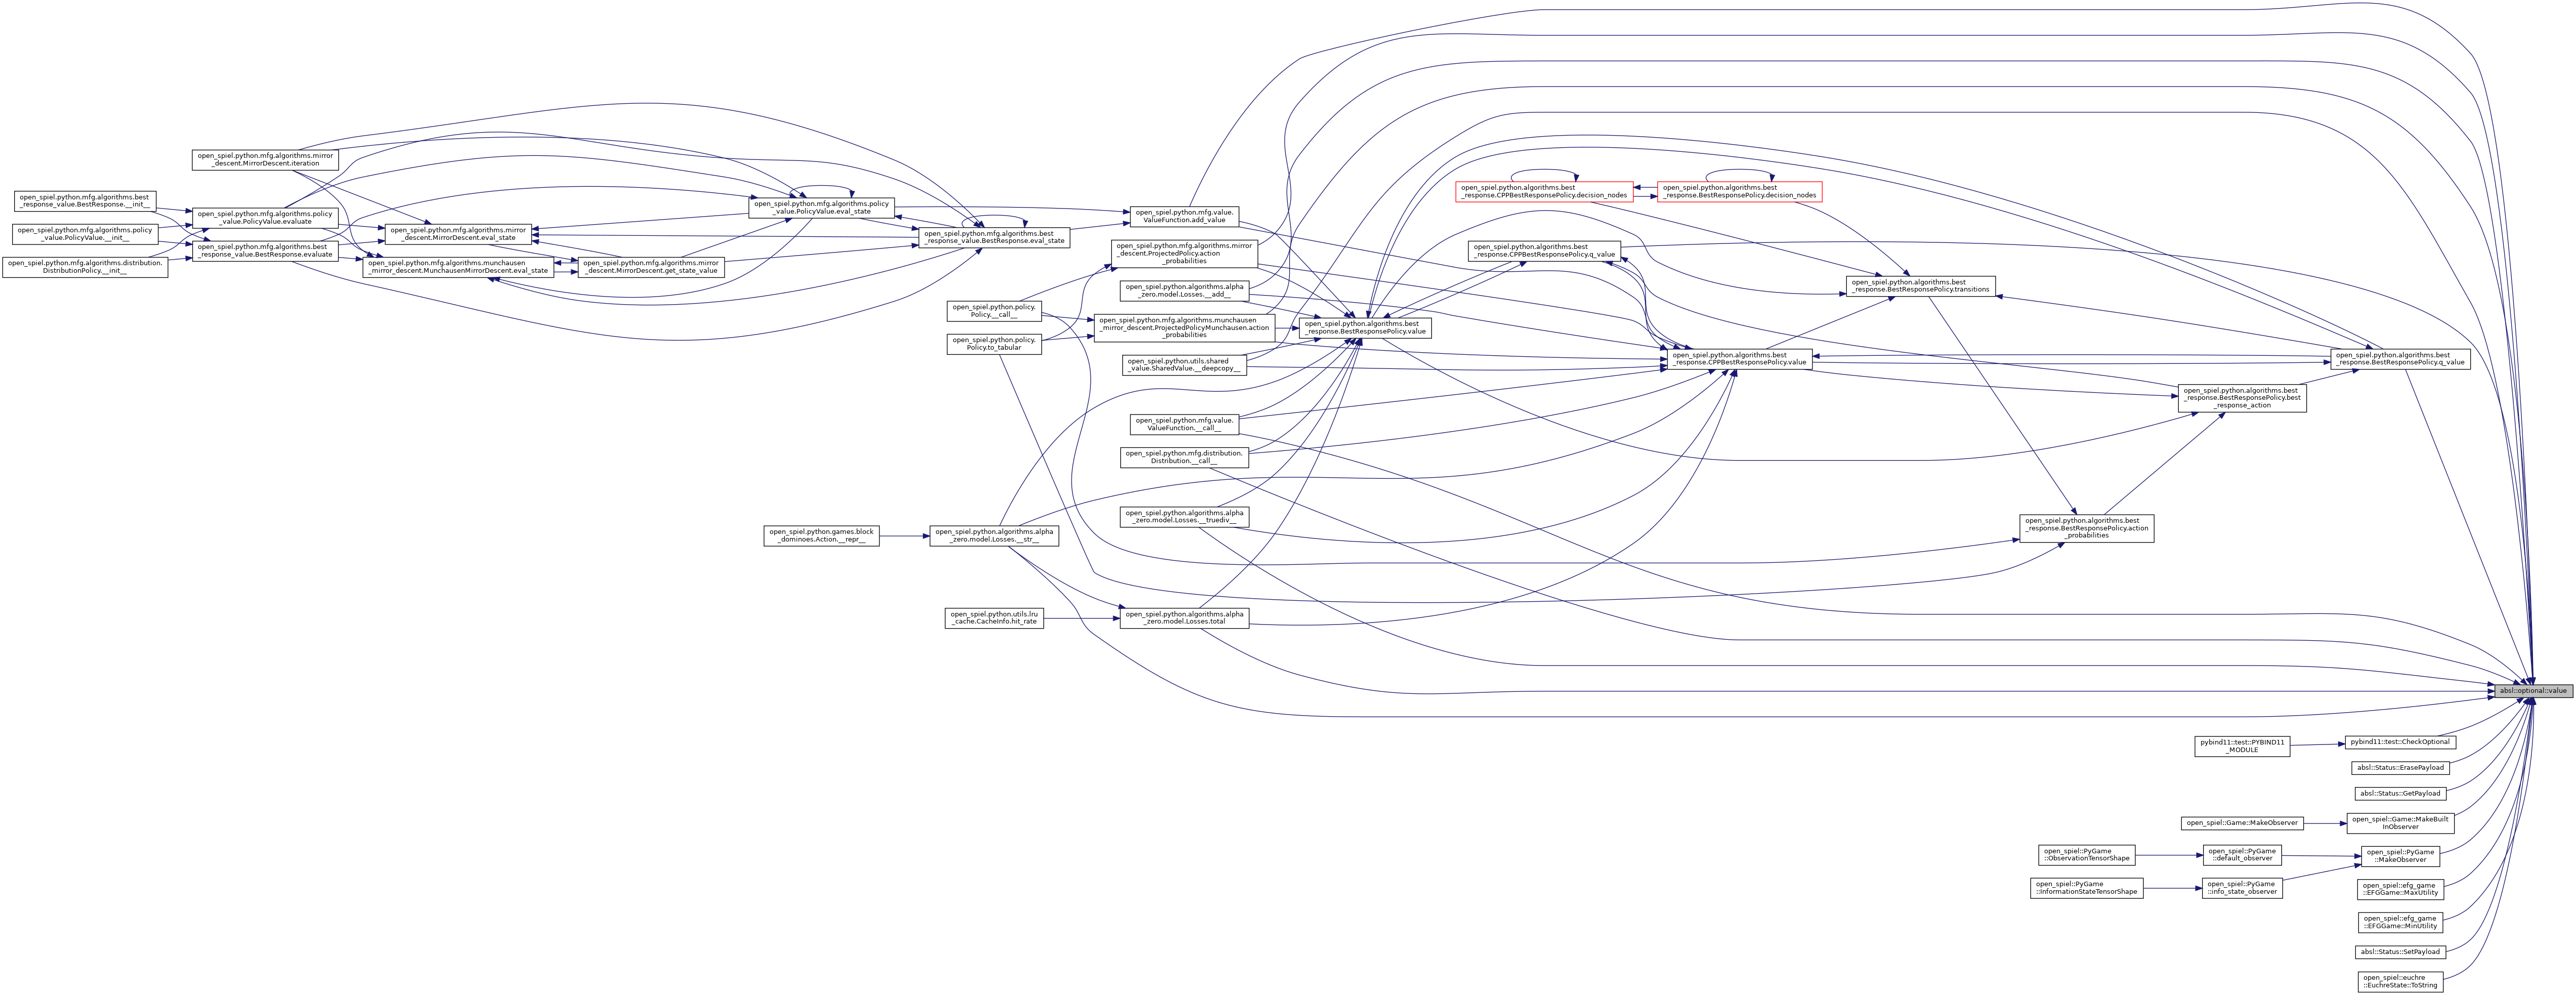 open_spiel.python.mfg.algorithms.mirror
_descent.MirrorDescent.iteration
open_spiel.python.mfg.algorithms.best
_response_value.BestResponse.__init__
open_spiel.python.mfg.algorithms.policy
_value.PolicyValue.__init__
open_spiel.python.mfg.algorithms.distribution.
DistributionPolicy.__init__
open_spiel.python.mfg.algorithms.policy
_value.PolicyValue.evaluate
open_spiel.python.mfg.algorithms.best
_response_value.BestResponse.evaluate
open_spiel.python.mfg.algorithms.mirror
_descent.MirrorDescent.eval_state
open_spiel.python.mfg.algorithms.munchausen
_mirror_descent.MunchausenMirrorDescent.eval_state
open_spiel.python.mfg.algorithms.mirror
_descent.MirrorDescent.get_state_value
open_spiel.python.mfg.algorithms.policy
_value.PolicyValue.eval_state
open_spiel.python.mfg.algorithms.best
_response_value.BestResponse.eval_state
open_spiel.python.games.block
_dominoes.Action.__repr__
open_spiel.python.policy.
Policy.__call__
open_spiel.python.policy.
Policy.to_tabular
open_spiel.python.algorithms.alpha
_zero.model.Losses.__str__
open_spiel.python.utils.lru
_cache.CacheInfo.hit_rate
open_spiel.python.mfg.value.
ValueFunction.add_value
open_spiel.python.mfg.algorithms.mirror
_descent.ProjectedPolicy.action
_probabilities
open_spiel.python.algorithms.alpha
_zero.model.Losses.__add__
open_spiel.python.mfg.algorithms.munchausen
_mirror_descent.ProjectedPolicyMunchausen.action
_probabilities
open_spiel.python.utils.shared
_value.SharedValue.__deepcopy__
open_spiel.python.mfg.value.
ValueFunction.__call__
open_spiel.python.mfg.distribution.
Distribution.__call__
open_spiel.python.algorithms.alpha
_zero.model.Losses.__truediv__
open_spiel.python.algorithms.alpha
_zero.model.Losses.total
open_spiel.python.algorithms.best
_response.BestResponsePolicy.value
open_spiel.python.algorithms.best
_response.CPPBestResponsePolicy.decision_nodes
open_spiel.python.algorithms.best
_response.CPPBestResponsePolicy.q_value
open_spiel.python.algorithms.best
_response.BestResponsePolicy.decision_nodes
open_spiel.python.algorithms.best
_response.CPPBestResponsePolicy.value
open_spiel.python.algorithms.best
_response.BestResponsePolicy.transitions
open_spiel.python.algorithms.best
_response.BestResponsePolicy.action
_probabilities
open_spiel.python.algorithms.best
_response.BestResponsePolicy.best
_response_action
open_spiel.python.algorithms.best
_response.BestResponsePolicy.q_value
absl::optional::value
pybind11::test::PYBIND11
_MODULE
pybind11::test::CheckOptional
absl::Status::ErasePayload
absl::Status::GetPayload
open_spiel::Game::MakeObserver
open_spiel::Game::MakeBuilt
InObserver
open_spiel::PyGame
::ObservationTensorShape
open_spiel::PyGame
::default_observer
open_spiel::PyGame
::MakeObserver
open_spiel::PyGame
::InformationStateTensorShape
open_spiel::PyGame
::info_state_observer
open_spiel::efg_game
::EFGGame::MaxUtility
open_spiel::efg_game
::EFGGame::MinUtility
absl::Status::SetPayload
open_spiel::euchre
::EuchreState::ToString